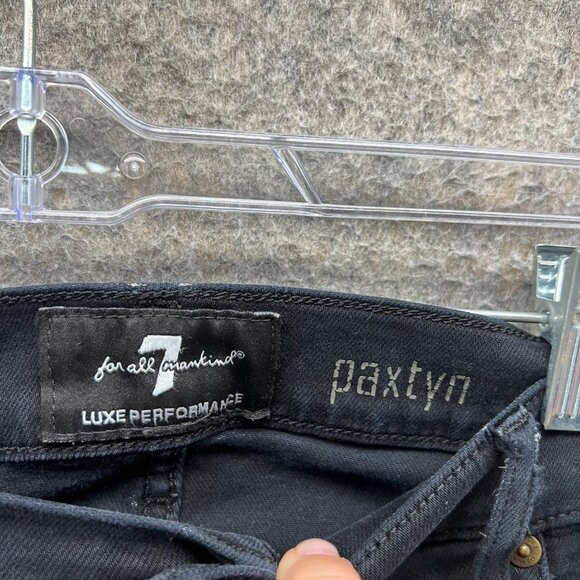 7
for all mankind®
LUXE PERFORMANCE
paxtyn